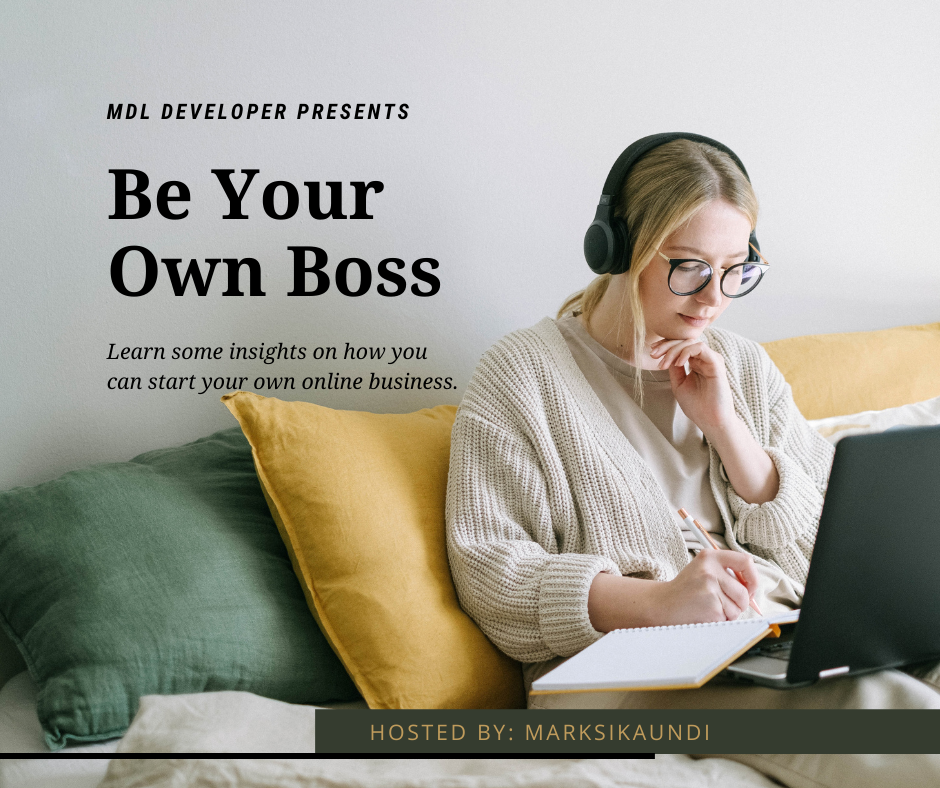 MDL DEVELOPER PRESENTS
Be Your
Own Boss
Learn some insights on how you
can start your own online business.
HOSTED BY: MARKSIKAUNDI